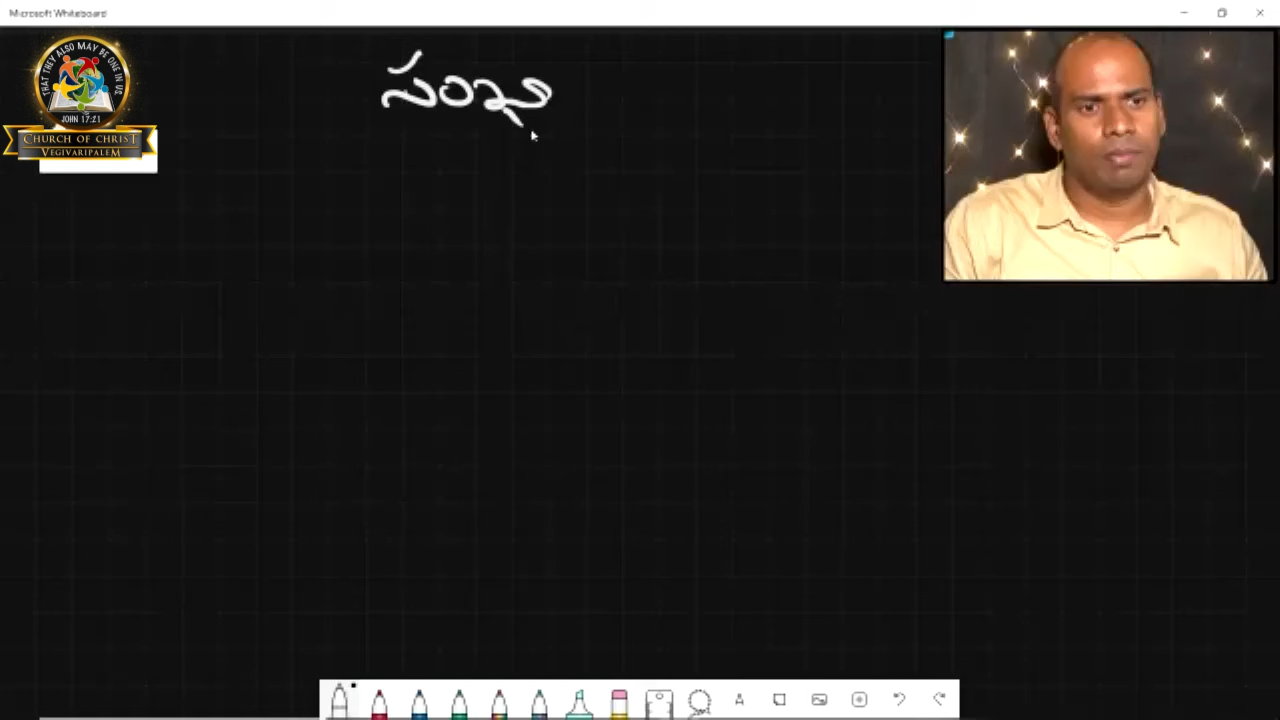 Microsoft Whiteboard
THAT THEY ALSO MAY BE ONE IN US
JOHN 17:21
CHURCH OF CHRIST
VEGIVARIPALEM
సంఖ